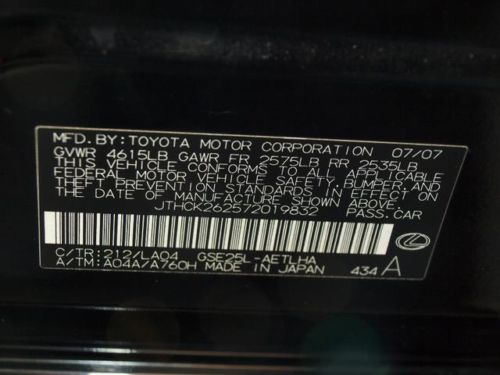 MFD. BY: TOYOTA MOTOR CORPORATION 07/07
GVWR 4615LB GAWR FR 2575LB RR 2535LB
THIS VEHICLE CONFORMS TO ALL APPLICABLE
FEDERAL MOTOR VEHICLE SAFETY, BUMPER, AND
THEFT PREVENTION STANDARDS IN EFFECT ON
THE DATE OF MANUFACTURE SHOWN ABOVE.
JTHCK262572019832 PASS.CAR
C/TR:212/LA04 GSE25L-AETLHA
A/TM:A04A/A760H MADE IN JAPAN 434 A